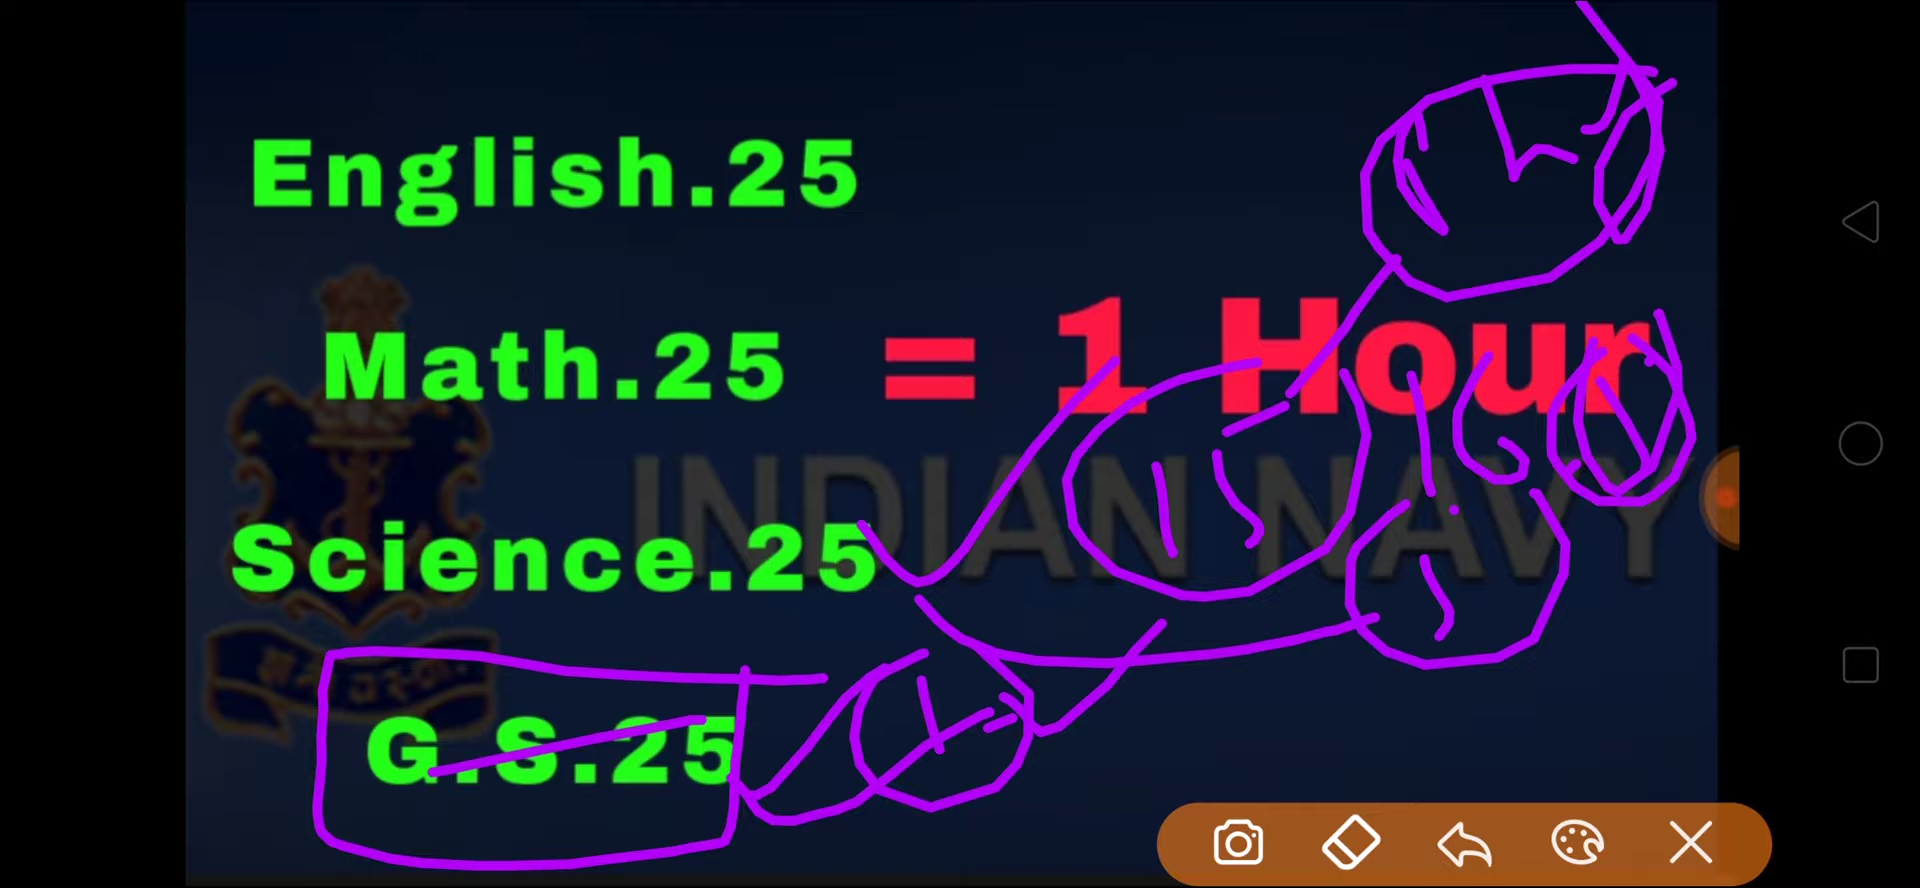 English.25
Math.25 = 1 Hour
INDIAN NAVY
Science.25
G.S.25